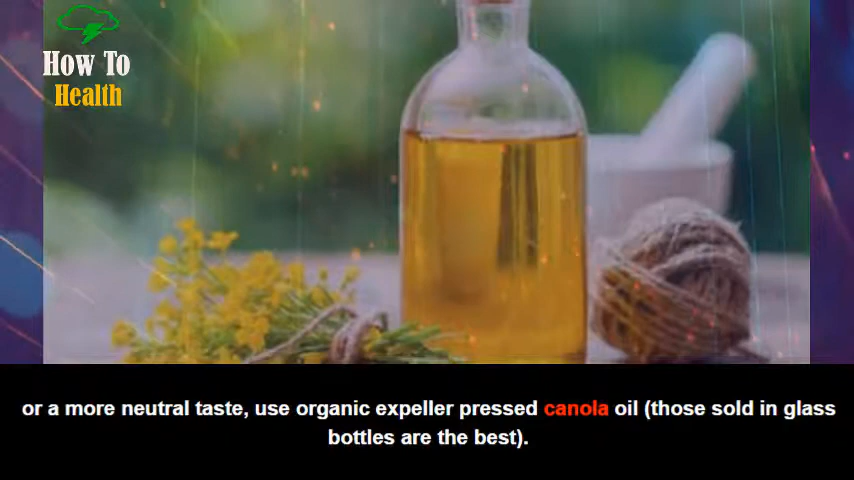 How To
Health
or a more neutral taste, use organic expeller pressed canola oil (those sold in glass
bottles are the best).